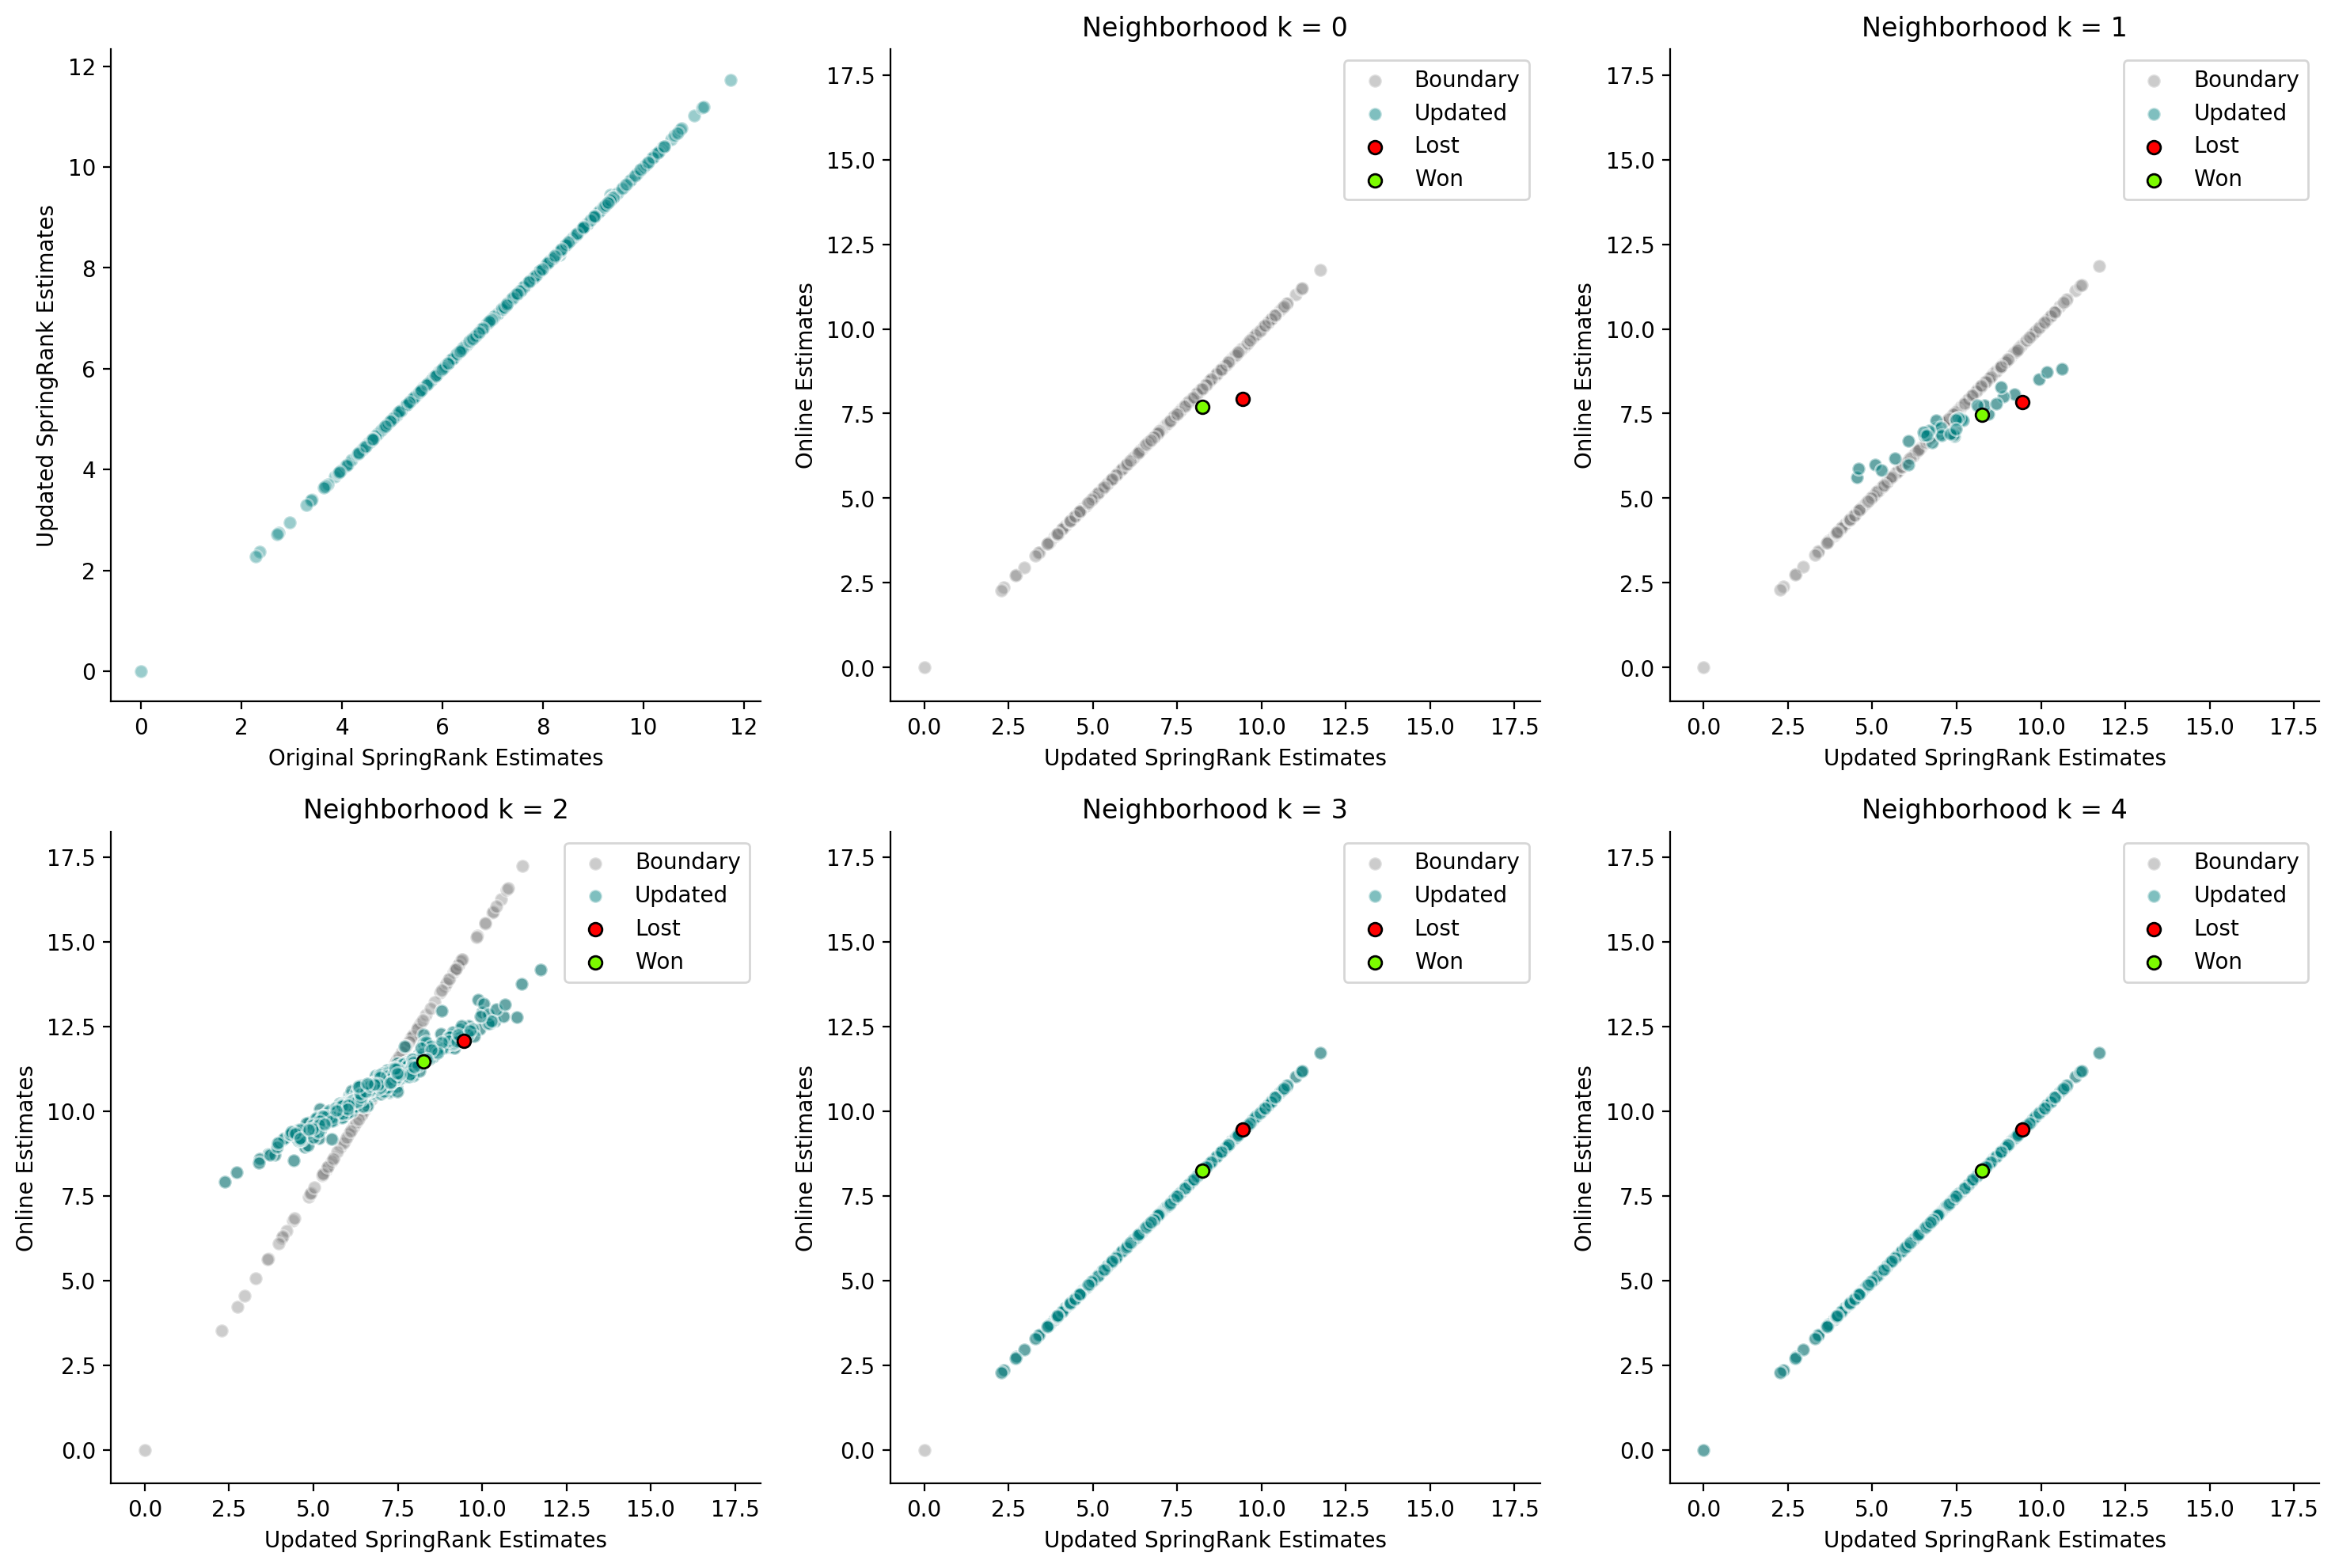 Updated SpringRank Estimates
12
10
8
6
4
2
0
0 2 4 6 8 10 12
Original SpringRank Estimates
Neighborhood k = 0
Online Estimates
17.5
15.0
12.5
10.0
7.5
5.0
2.5
0.0
Boundary
Updated
Lost
Won
0.0 2.5 5.0 7.5 10.0 12.5 15.0 17.5
Updated SpringRank Estimates
Neighborhood k = 1
Online Estimates
17.5
15.0
12.5
10.0
7.5
5.0
2.5
0.0
Boundary
Updated
Lost
Won
0.0 2.5 5.0 7.5 10.0 12.5 15.0 17.5
Updated SpringRank Estimates
Neighborhood k = 2
Online Estimates
17.5
15.0
12.5
10.0
7.5
5.0
2.5
0.0
Boundary
Updated
Lost
Won
0.0 2.5 5.0 7.5 10.0 12.5 15.0 17.5
Updated SpringRank Estimates
Neighborhood k = 3
Online Estimates
17.5
15.0
12.5
10.0
7.5
5.0
2.5
0.0
Boundary
Updated
Lost
Won
0.0 2.5 5.0 7.5 10.0 12.5 15.0 17.5
Updated SpringRank Estimates
Neighborhood k = 4
Online Estimates
17.5
15.0
12.5
10.0
7.5
5.0
2.5
0.0
Boundary
Updated
Lost
Won
0.0 2.5 5.0 7.5 10.0 12.5 15.0 17.5
Updated SpringRank Estimates